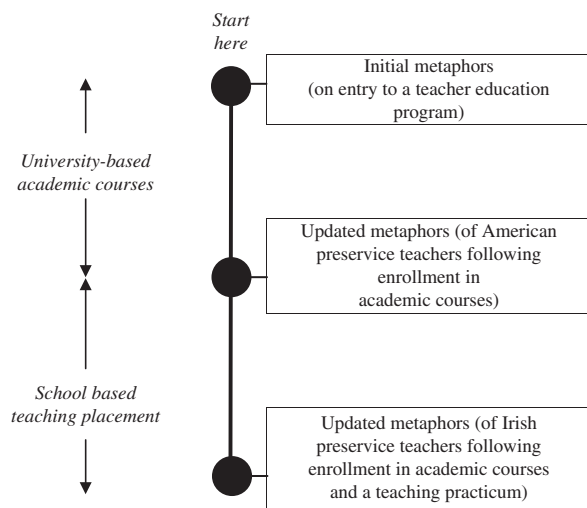 Start
here
Initial metaphors
(on entry to a teacher education
program)
University-based
academic courses
Updated metaphors (of American
preservice teachers following
enrollment in
academic courses)
School based
teaching placement
Updated metaphors (of Irish
preservice teachers following
enrollment in academic courses
and a teaching practicum)